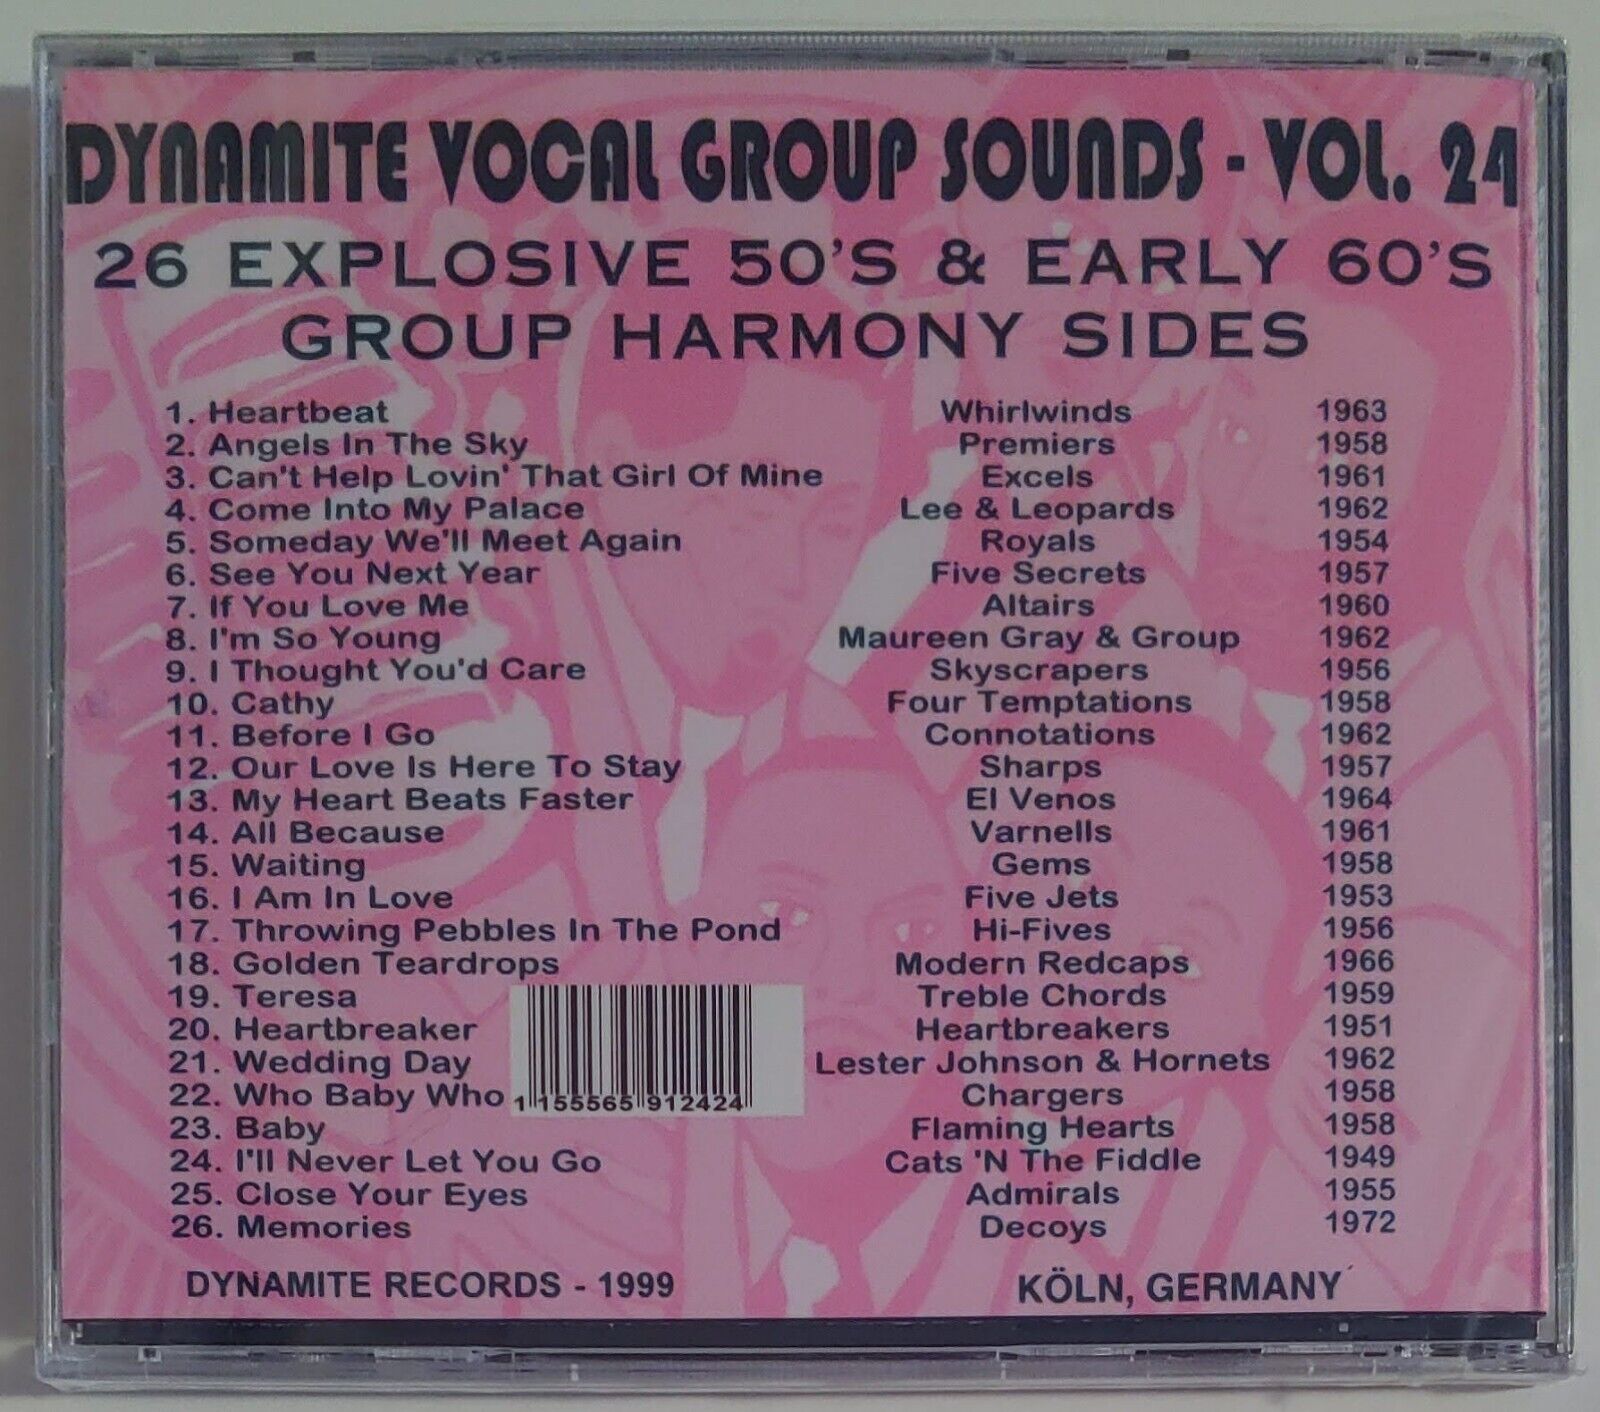 DYNAMITE VOCAL GROUP SOUNDS - VOL. 24
26 EXPLOSIVE 50'S & EARLY 60'S
GROUP HARMONY SIDES
1. Heartbeat Whirlwinds 1963
2. Angels In The Sky Premiers 1958
3. Can't Help Lovin' That Girl Of Mine Excels 1961
4. Come Into My Palace Lee & Leopards 1962
5. Someday We'll Meet Again Royals 1954
6. See You Next Year Five Secrets 1957
7. If You Love Me Altairs 1960
8. I'm So Young Maureen Gray & Group 1962
9. I Thought You'd Care Skyscrapers 1956
10. Cathy Four Temptations 1958
11. Before I Go Connotations 1962
12. Our Love Is Here To Stay Sharps 1957
13. My Heart Beats Faster El Venos 1964
14. All Because Varnells 1961
15. Waiting Gems 1958
16. I Am In Love Five Jets 1953
17. Throwing Pebbles In The Pond Hi-Fives 1956
18. Golden Teardrops Modern Redcaps 1966
19. Teresa Treble Chords 1959
20. Heartbreaker Heartbreakers 1951
21. Wedding Day Lester Johnson & Hornets 1962
22. Who Baby Who Chargers 1958
1 155565 912424
23. Baby Flaming Hearts 1958
24. I'll Never Let You Go Cats 'N The Fiddle 1949
25. Close Your Eyes Admirals 1955
26. Memories Decoys 1972
DYNAMITE RECORDS - 1999 KÖLN, GERMANY